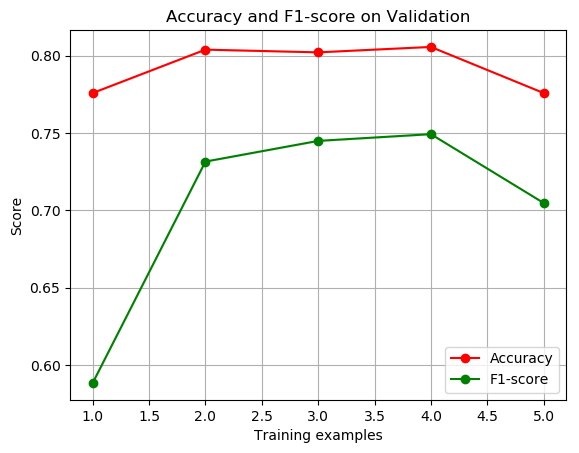 Accuracy and F1-score on Validation
0.80
0.75
0.70
0.65
0.60
Score
Accuracy
F1-score
1.0 1.5 2.0 2.5 3.0 3.5 4.0 4.5 5.0
Training examples